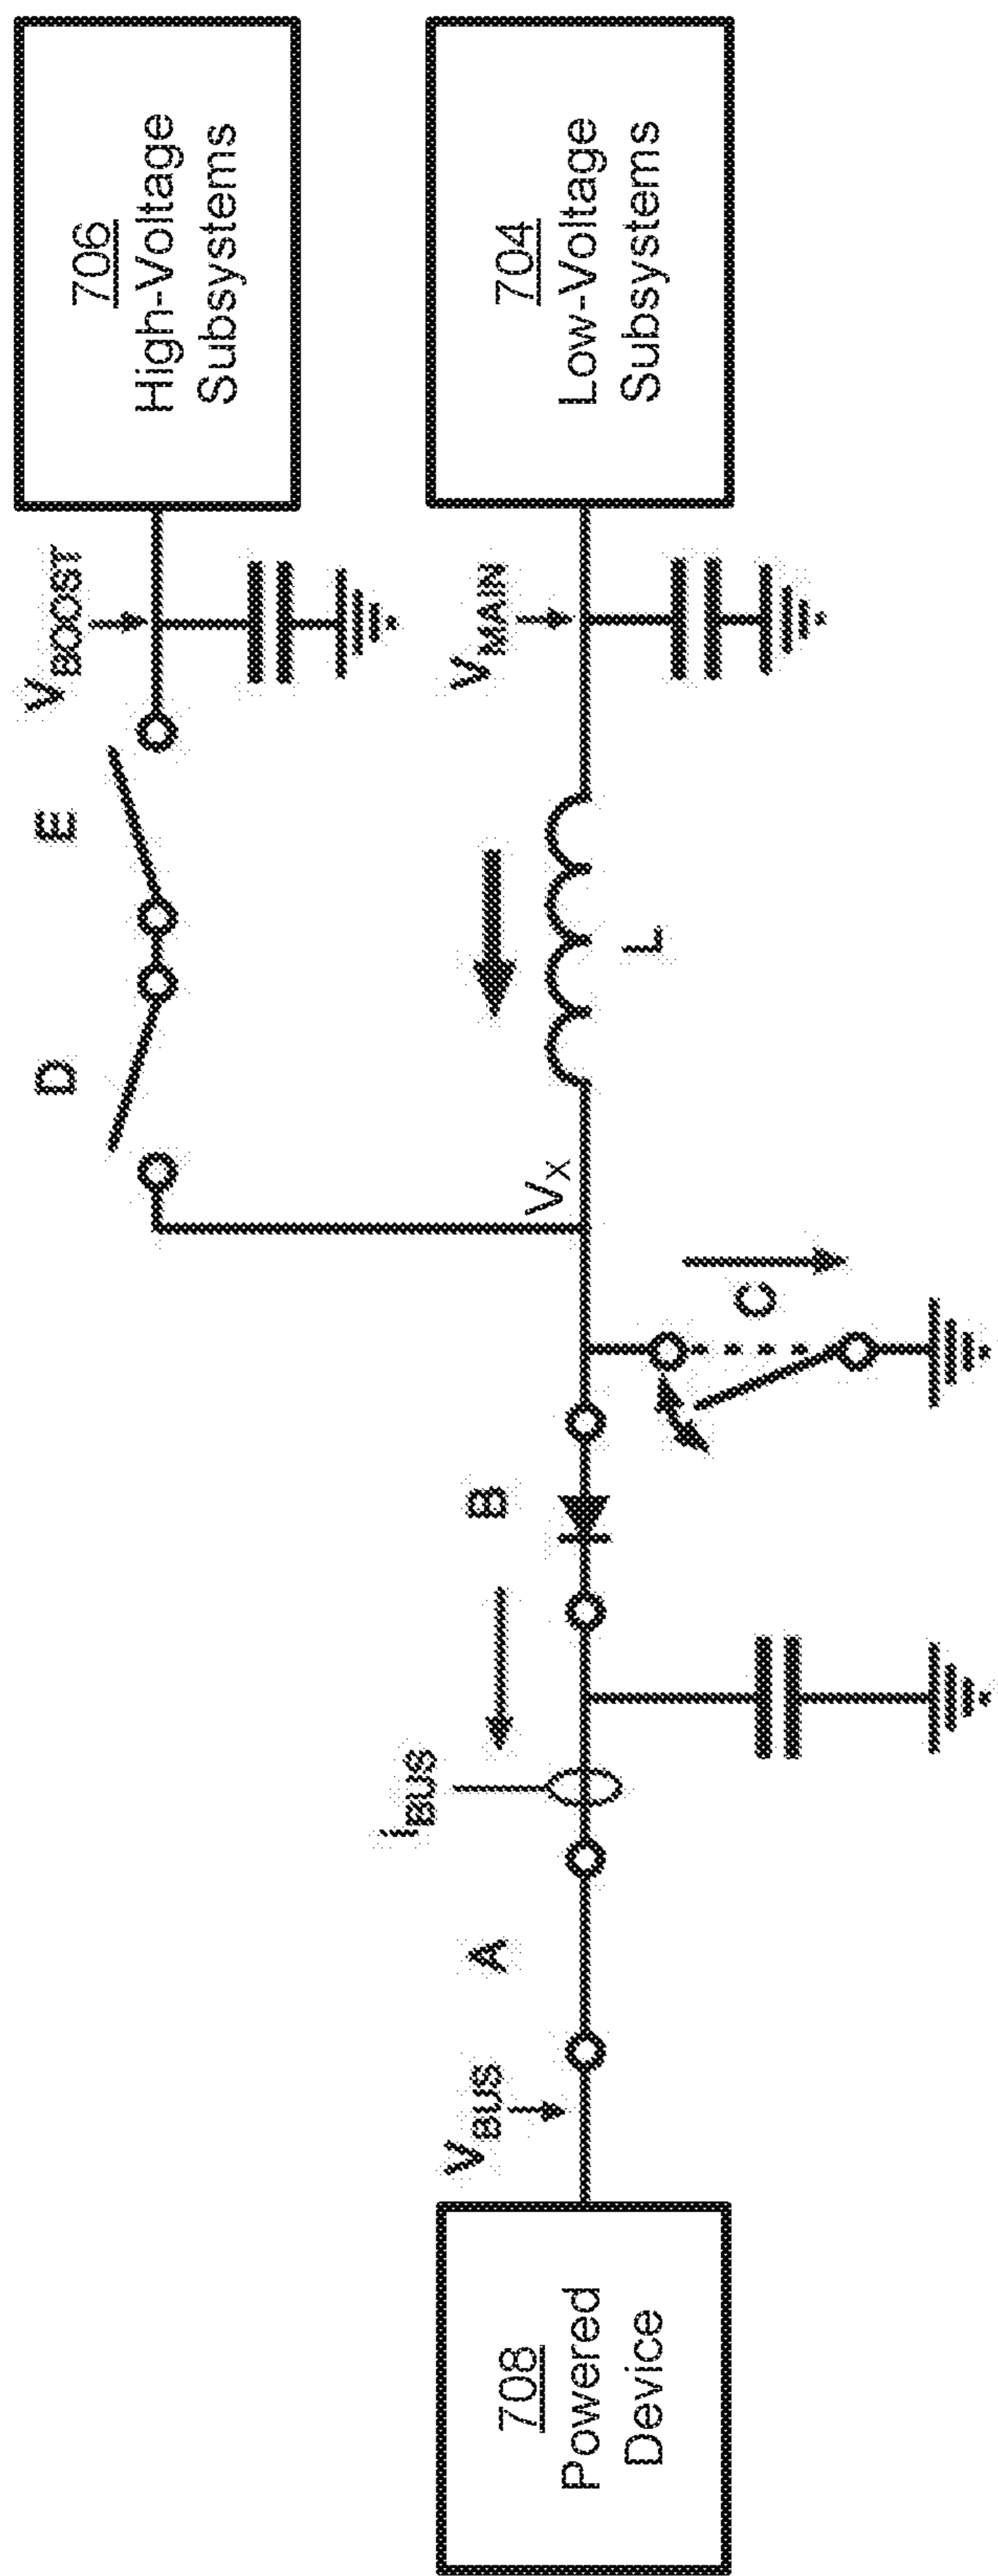 706
High-Voltage
Subsystems
704
Low-Voltage
Subsystems
VBOOST
VMAIN
E
D
L
VX
C
B
iBUS
A
VBUS
708
Powered
Device